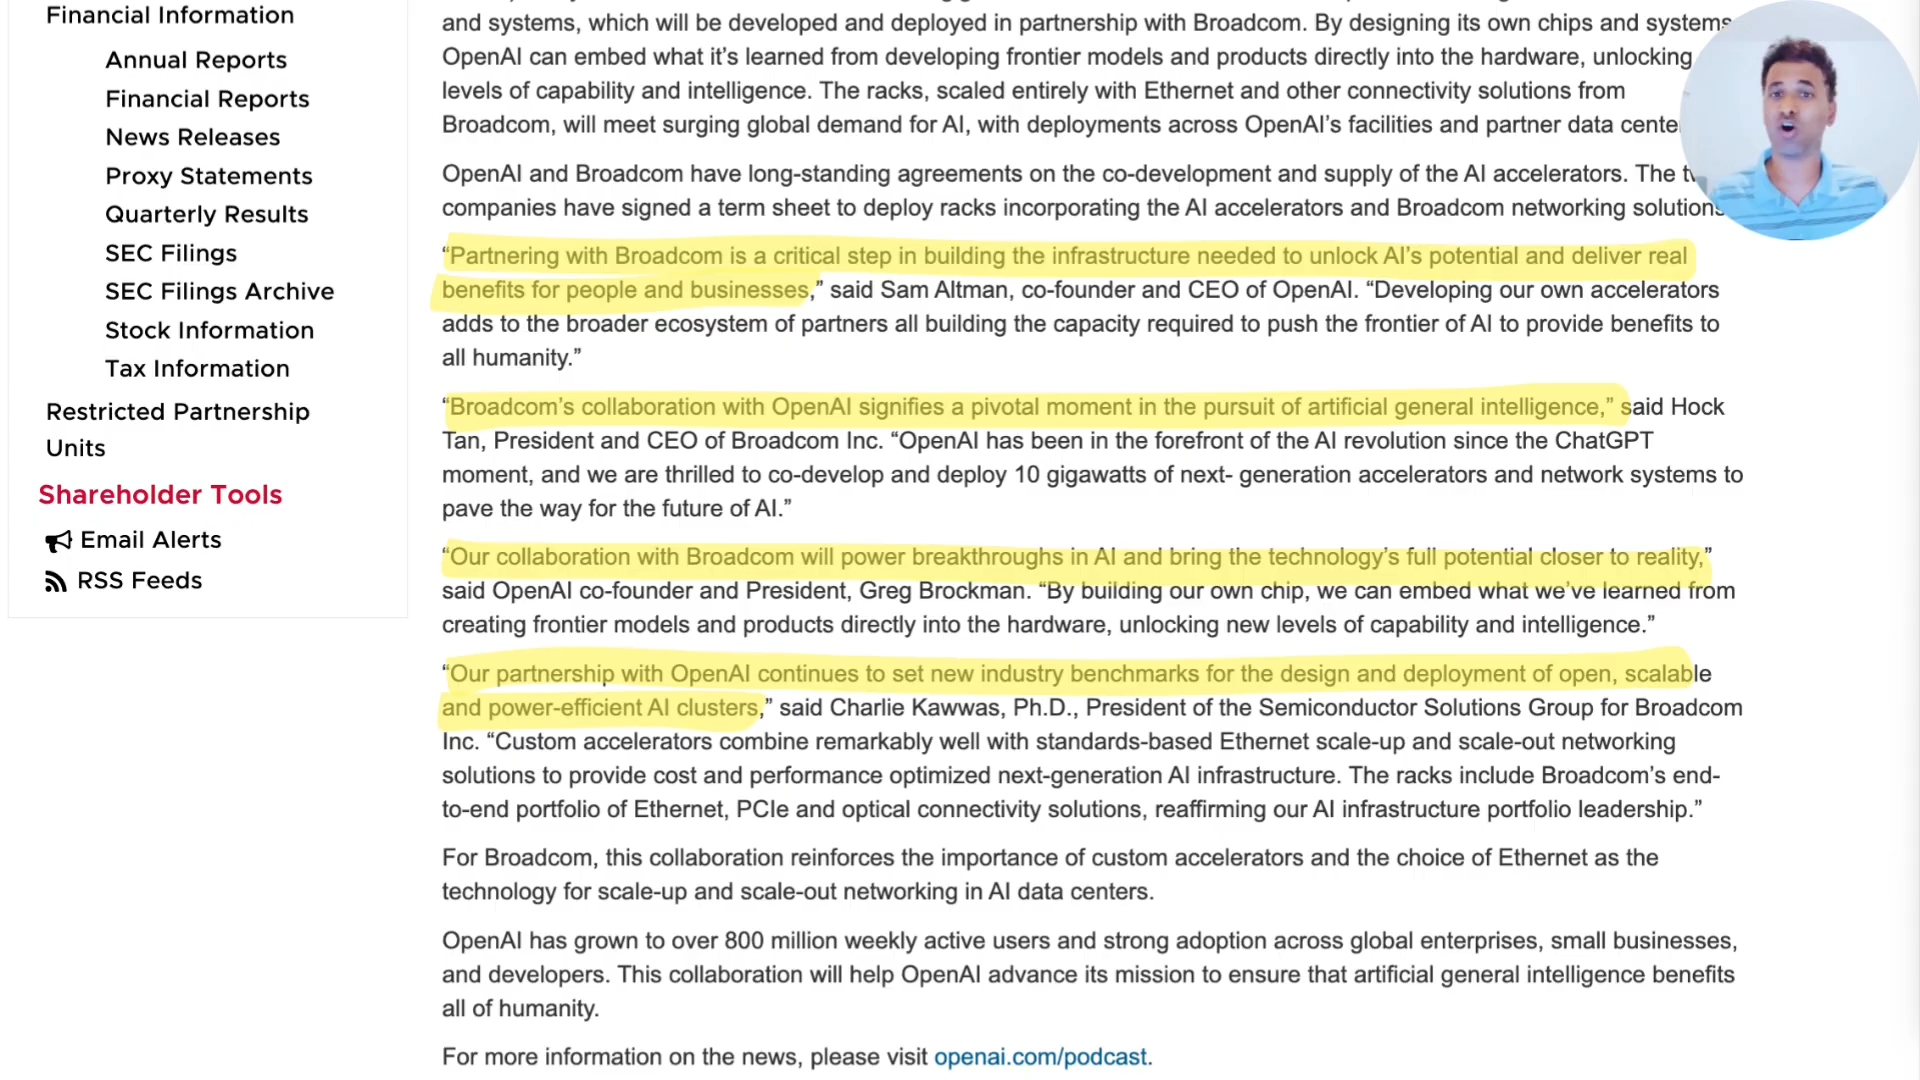 Financial Information
Annual Reports
Financial Reports
News Releases
Proxy Statements
Quarterly Results
SEC Filings
SEC Filings Archive
Stock Information
Tax Information
Restricted Partnership
Units
Shareholder Tools
Email Alerts
RSS Feeds
and systems, which will be developed and deployed in partnership with Broadcom. By designing its own chips and systems
OpenAI can embed what it’s learned from developing frontier models and products directly into the hardware, unlocking
levels of capability and intelligence. The racks, scaled entirely with Ethernet and other connectivity solutions from
Broadcom, will meet surging global demand for AI, with deployments across OpenAI’s facilities and partner data cente
OpenAI and Broadcom have long-standing agreements on the co-development and supply of the AI accelerators. The
companies have signed a term sheet to deploy racks incorporating the AI accelerators and Broadcom networking solutions
“Partnering with Broadcom is a critical step in building the infrastructure needed to unlock AI’s potential and deliver real
benefits for people and businesses,” said Sam Altman, co-founder and CEO of OpenAI. “Developing our own accelerators
adds to the broader ecosystem of partners all building the capacity required to push the frontier of AI to provide benefits to
all humanity.”
“Broadcom’s collaboration with OpenAI signifies a pivotal moment in the pursuit of artificial general intelligence,” said Hock
Tan, President and CEO of Broadcom Inc. “OpenAI has been in the forefront of the AI revolution since the ChatGPT
moment, and we are thrilled to co-develop and deploy 10 gigawatts of next- generation accelerators and network systems to
pave the way for the future of AI.”
“Our collaboration with Broadcom will power breakthroughs in AI and bring the technology’s full potential closer to reality,”
said OpenAI co-founder and President, Greg Brockman. “By building our own chip, we can embed what we’ve learned from
creating frontier models and products directly into the hardware, unlocking new levels of capability and intelligence.”
“Our partnership with OpenAI continues to set new industry benchmarks for the design and deployment of open, scalable
and power-efficient AI clusters,” said Charlie Kawwas, Ph.D., President of the Semiconductor Solutions Group for Broadcom
Inc. “Custom accelerators combine remarkably well with standards-based Ethernet scale-up and scale-out networking
solutions to provide cost and performance optimized next-generation AI infrastructure. The racks include Broadcom’s end-
to-end portfolio of Ethernet, PCIe and optical connectivity solutions, reaffirming our AI infrastructure portfolio leadership.”
For Broadcom, this collaboration reinforces the importance of custom accelerators and the choice of Ethernet as the
technology for scale-up and scale-out networking in AI data centers.
OpenAI has grown to over 800 million weekly active users and strong adoption across global enterprises, small businesses,
and developers. This collaboration will help OpenAI advance its mission to ensure that artificial general intelligence benefits
all of humanity.
For more information on the news, please visit openai.com/podcast.